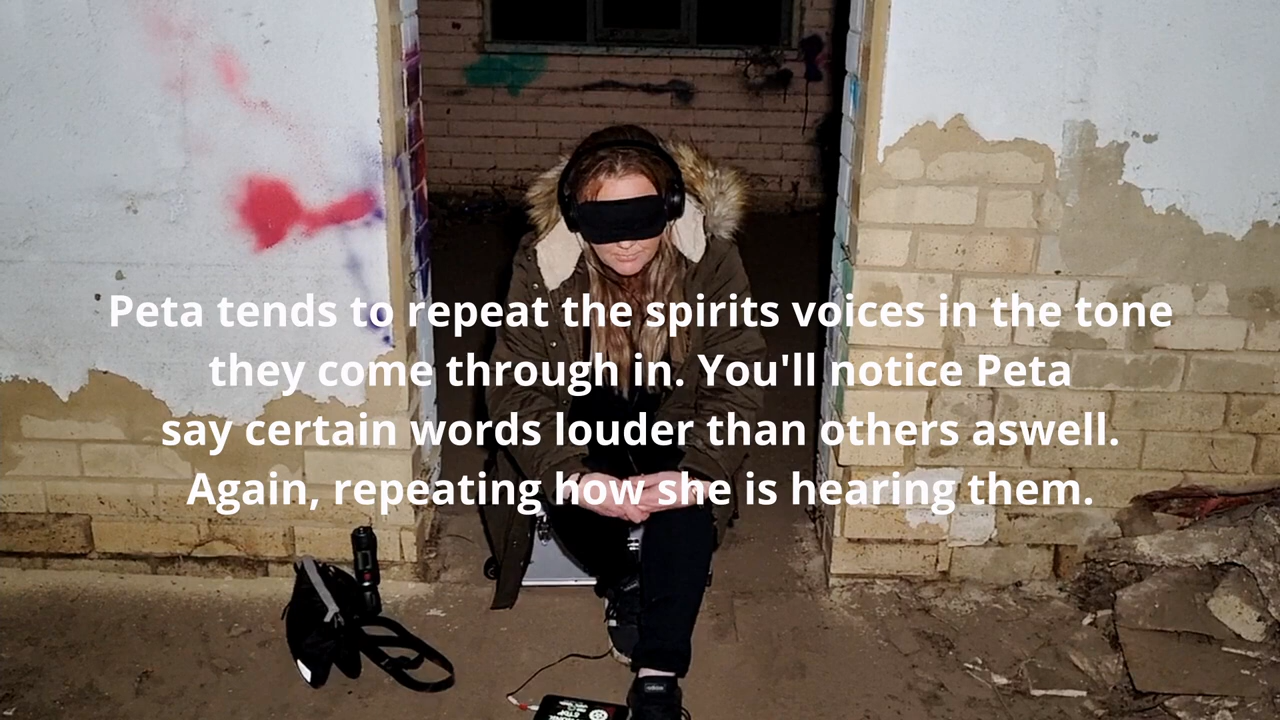 Peta tends to repeat the spirits voices in the tone
they come through in. You'll notice Peta
say certain words louder than others aswell.
Again, repeating how she is hearing them.